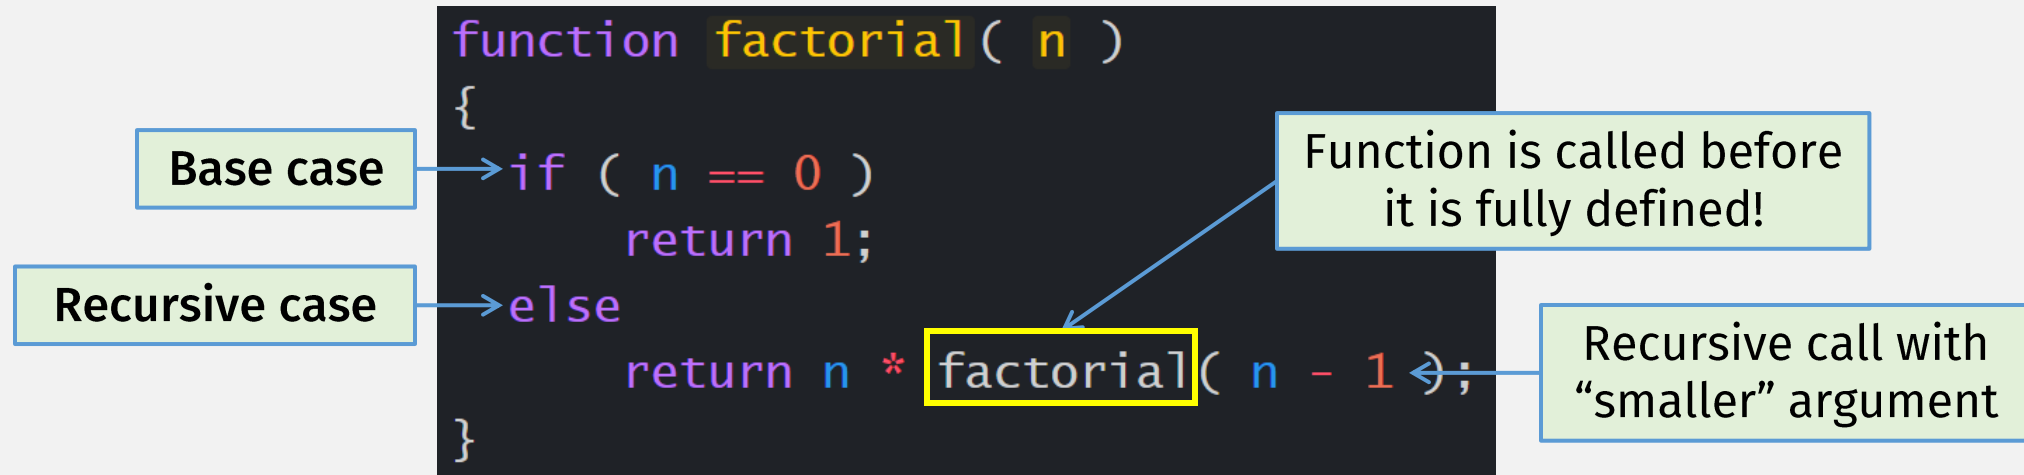 function factorial( n )
{
Base case
if ( n == 0 )
return 1;
Function is called before
it is fully defined!
Recursive case
else
return n * factorial( n - 1 );
Recursive call with
“smaller” argument
}